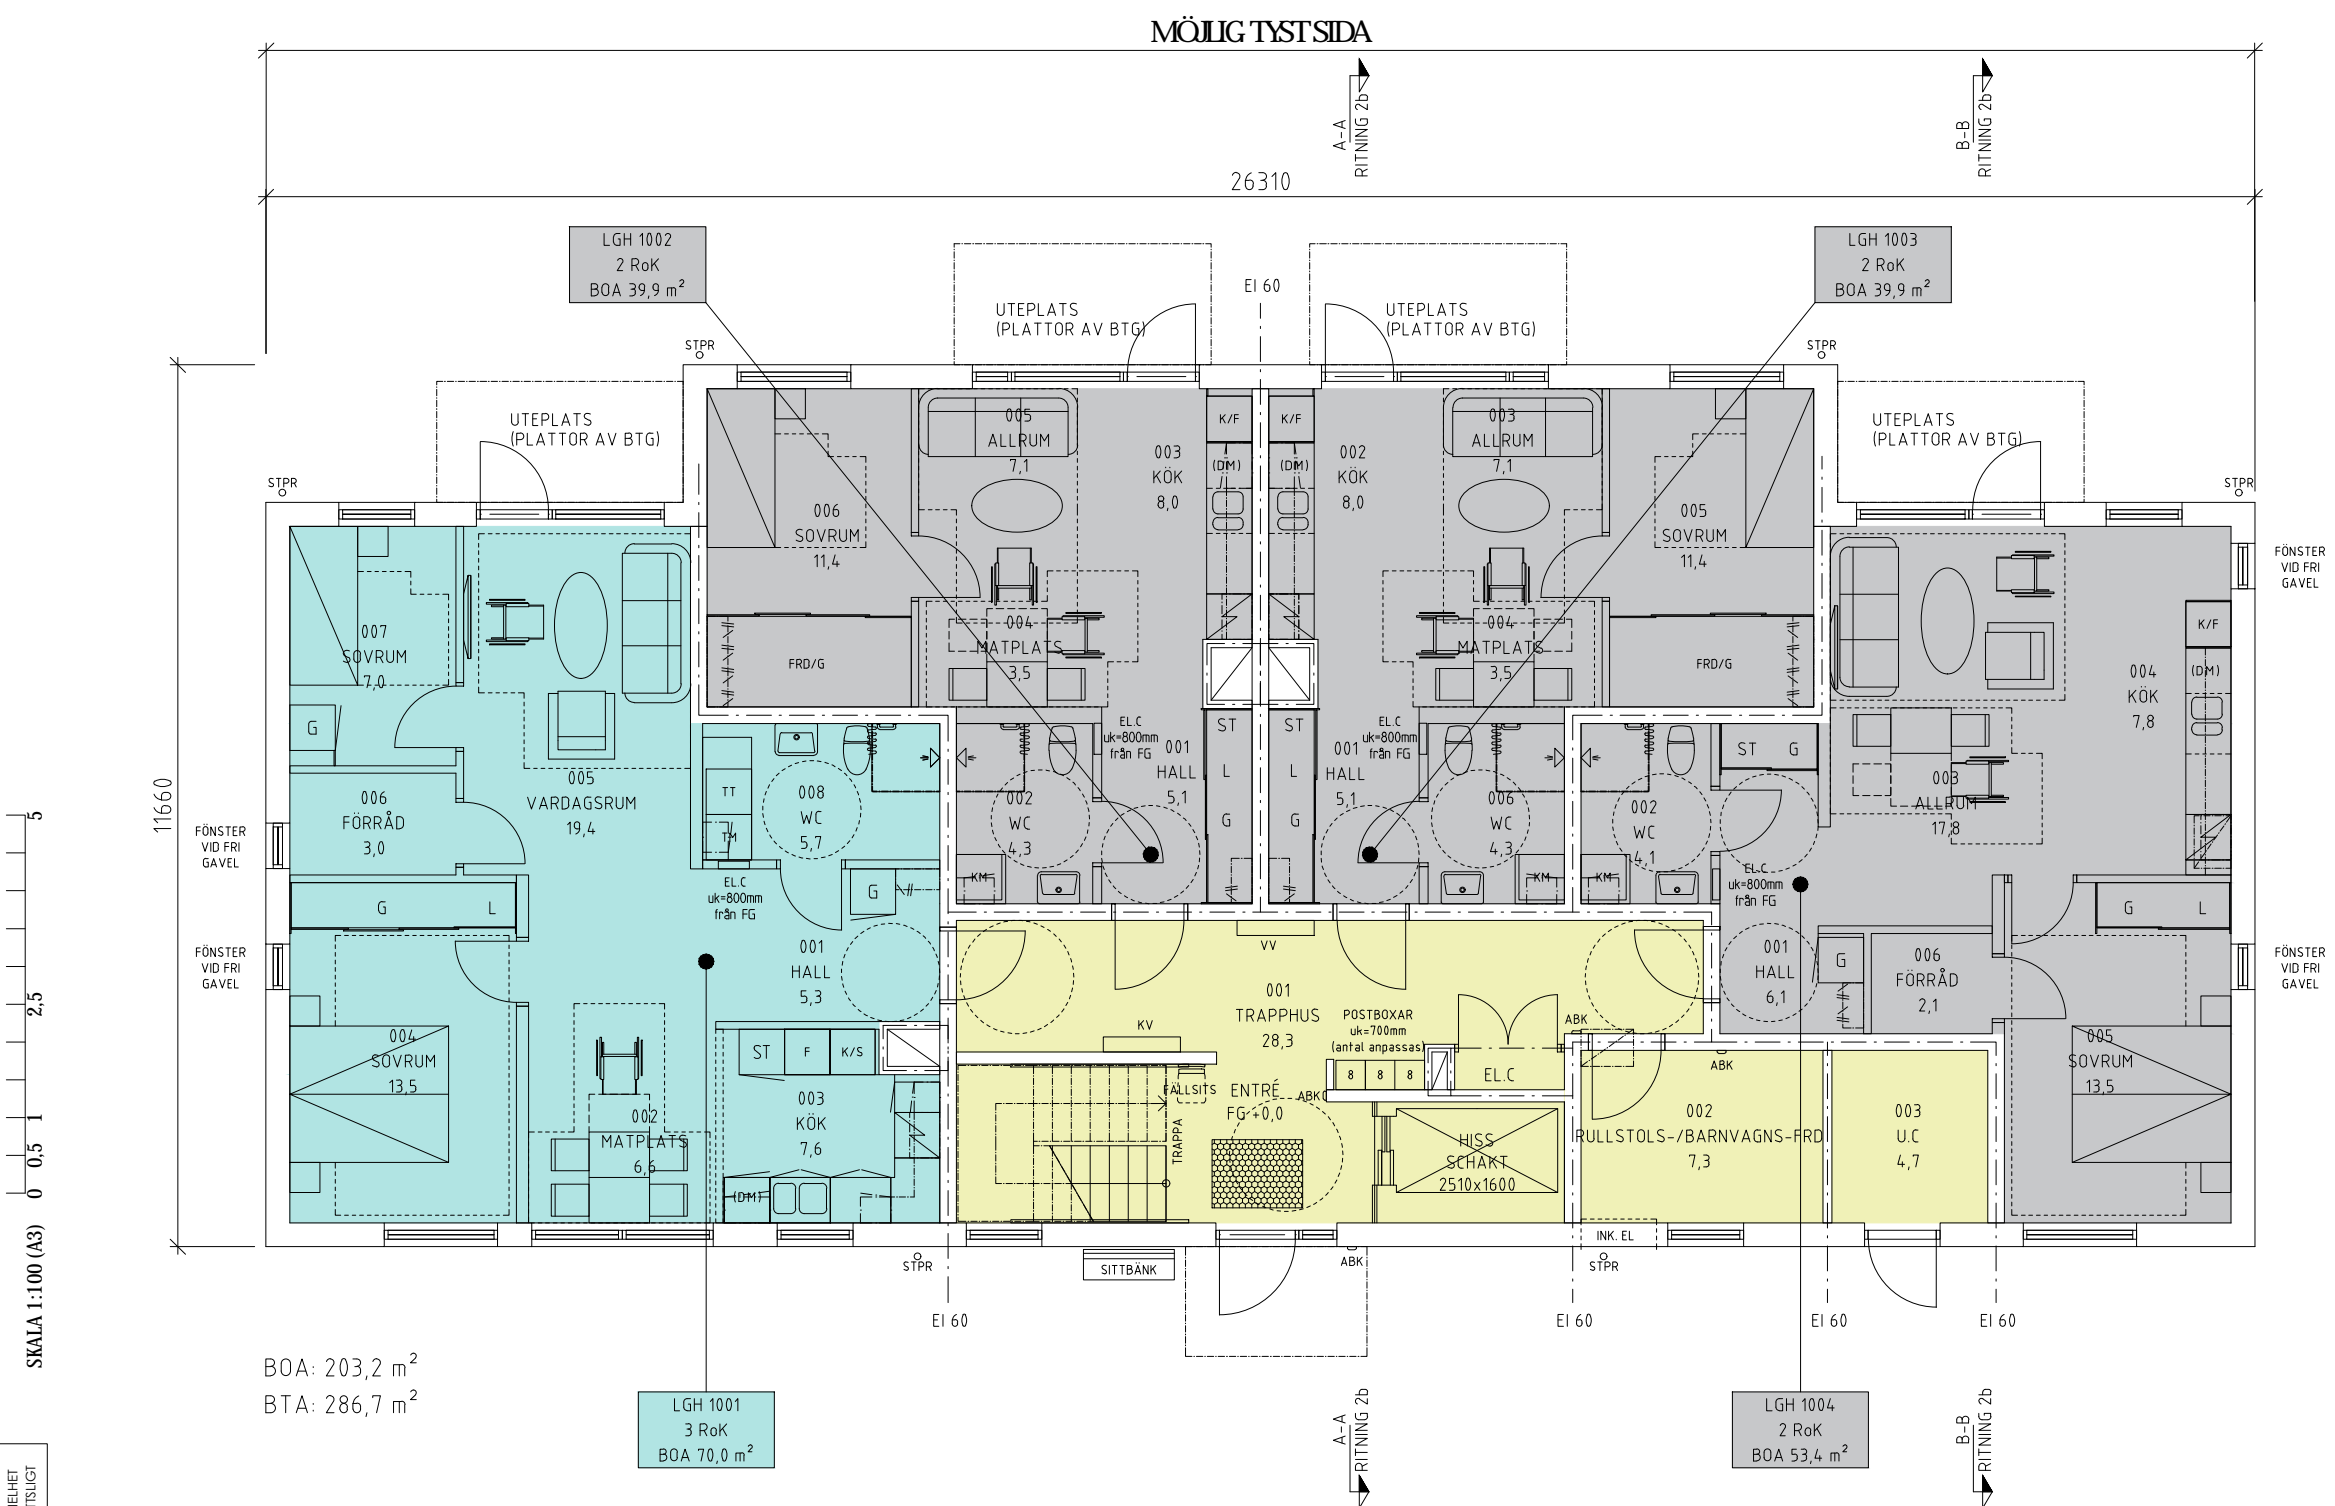 MÖJLIG TYST SIDA
A-A
RITNING 2b
B-B
RITNING 2b
26310
LGH 1002
2 RoK
BOA 39,9 m²
LGH 1003
2 RoK
BOA 39,9 m²
EI 60
UTEPLATS
(PLATTOR AV BTG)
UTEPLATS
(PLATTOR AV BTG)
STPR
STPR
UTEPLATS
(PLATTOR AV BTG)
UTEPLATS
(PLATTOR AV BTG)
STPR
STPR
11660
005
ALLRUM
7,1
003
KÖK
8,0
K/F
(DM)
K/F
(DM)
002
KÖK
8,0
003
ALLRUM
7,1
006
SOVRUM
11,4
005
SOVRUM
11,4
FRD/G
004
MATPLATS
3,5
004
MATPLATS
3,5
FRD/G
FÖNSTER
VID FRI
GAVEL
K/F
(DM)
004
KÖK
7,8
007
SOVRUM
7,0
G
005
VARDAGSRUM
19,4
006
FÖRRÅD
3,0
TT
TM
008
WC
5,7
EL.C
uk=800mm
från FG
001
HALL
5,1
002
WC
4,3
KM
ST
L
G
ST
L
G
EL.C
uk=800mm
från FG
001
HALL
5,1
006
WC
4,3
KM
KM
002
WC
4,1
ST G
003
ALLRUM
17,8
EL.C
uk=800mm
från FG
FÖNSTER
VID FRI
GAVEL
FÖNSTER
VID FRI
GAVEL
G L
EL.C
uk=800mm
från FG
G
001
HALL
5,3
VV
001
TRAPPHUS
28,3
KV
POSTBOXAR
uk=700mm
(antal anpassas)
ABK
8 8 8
EL.C
001
HALL
6,1
G
006
FÖRRÅD
2,1
G L
FÖNSTER
VID FRI
GAVEL
004
SOVRUM
13,5
002
MATPLATS
6,6
ST F K/S
003
KÖK
7,6
(DM)
FÄLLSITS
TRAPPA
ENTRÉ
FG +0,0
ABK
HISS
SCHAKT
2510x1600
ABK
002
RULLSTOLS-/BARNVAGNS-FRD
7,3
003
U.C
4,7
005
SOVRUM
13,5
STPR
SITTBÄNK
ABK
INK. EL
STPR
EI 60
EI 60
EI 60
EI 60
5
2,5
1
0,5
0
SKALA 1:100 (A3)
BOA: 203,2 m²
BTA: 286,7 m²
LGH 1001
3 RoK
BOA 70,0 m²
LGH 1004
2 RoK
BOA 53,4 m²
A-A
RITNING 2b
B-B
RITNING 2b